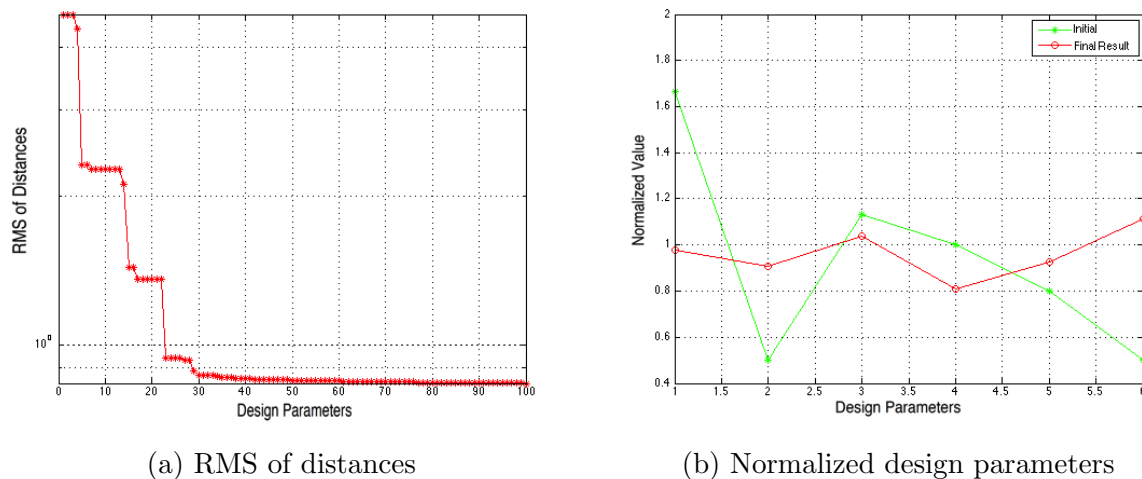 RMS of Distances
10⁰
0 10 20 30 40 50 60 70 80 90 100
Design Parameters
(a) RMS of distances
Normalized Value
2
1.8
1.6
1.4
1.2
1
0.8
0.6
0.4
Initial
Final Result
1 1.5 2 2.5 3 3.5 4 4.5 5 5.5 6
Design Parameters
(b) Normalized design parameters